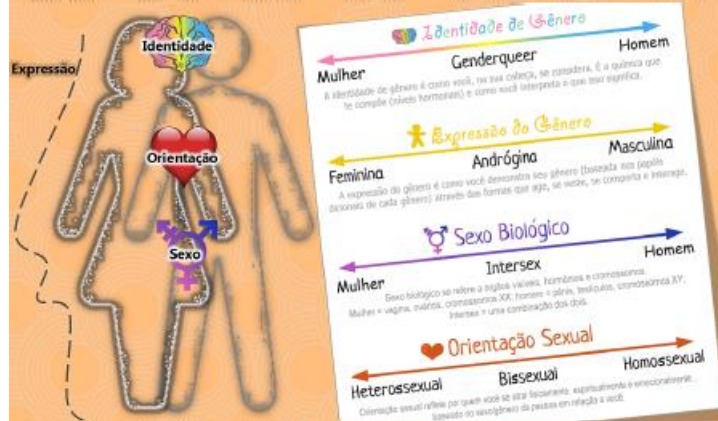 Identidade
Expressão
Orientação
Sexo
Identidade de Gênero
Mulher Genderqueer Homem
A identidade de gênero é como você, na sua cabeça, se considera. É a química que
te compõe (níveis hormonais) e como você interpreta o que isso significa.
Expressão do Gênero
Feminina Andrógina Masculina
A expressão do gênero é como você demonstra seu gênero (baseada nos papéis
dicionais de cada gênero) através das formas que age, se veste, se comporta e interage.
Sexo Biológico
Mulher Intersex Homem
Sexo biológico se refere a órgãos hormônios e cromossomos.
Mulher = vagina, ovários, cromossomos XX; homem = pênis, testículos, cromossomos XY;
Intersex = uma combinação dos dois.
Orientação Sexual
Heterossexual Bissexual Homossexual
Orientação sexual reflete por quem você se atrai fisicamente, espiritualmente e emocionalmente,
baseado no sexo/gênero da pessoa em relação a você.